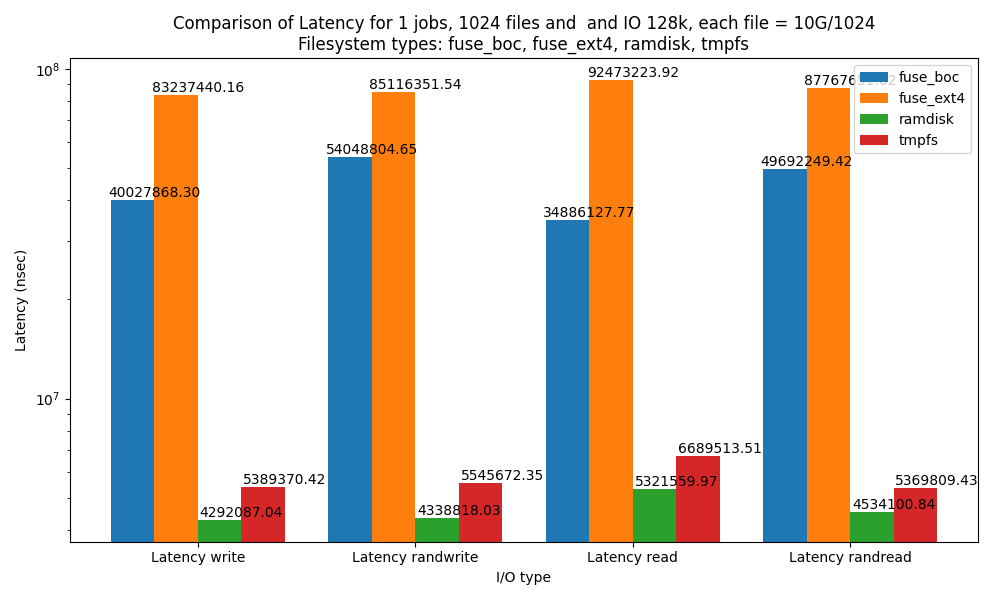 Comparison of Latency for 1 jobs, 1024 files and  and IO 128k, each file = 10G/1024
Filesystem types: fuse_boc, fuse_ext4, ramdisk, tmpfs
10⁸
10⁷
Latency (nsec)
83237440.16
85116351.54
92473223.92
40027868.30
54048804.65
34886127.77
49692249.42
4292087.04
5389370.42
4338818.03
5545672.35
5321559.97
6689513.51
4534100.84
5369809.43
fuse_boc
fuse_ext4
ramdisk
tmpfs
Latency write
Latency randwrite
Latency read
Latency randread
I/O type